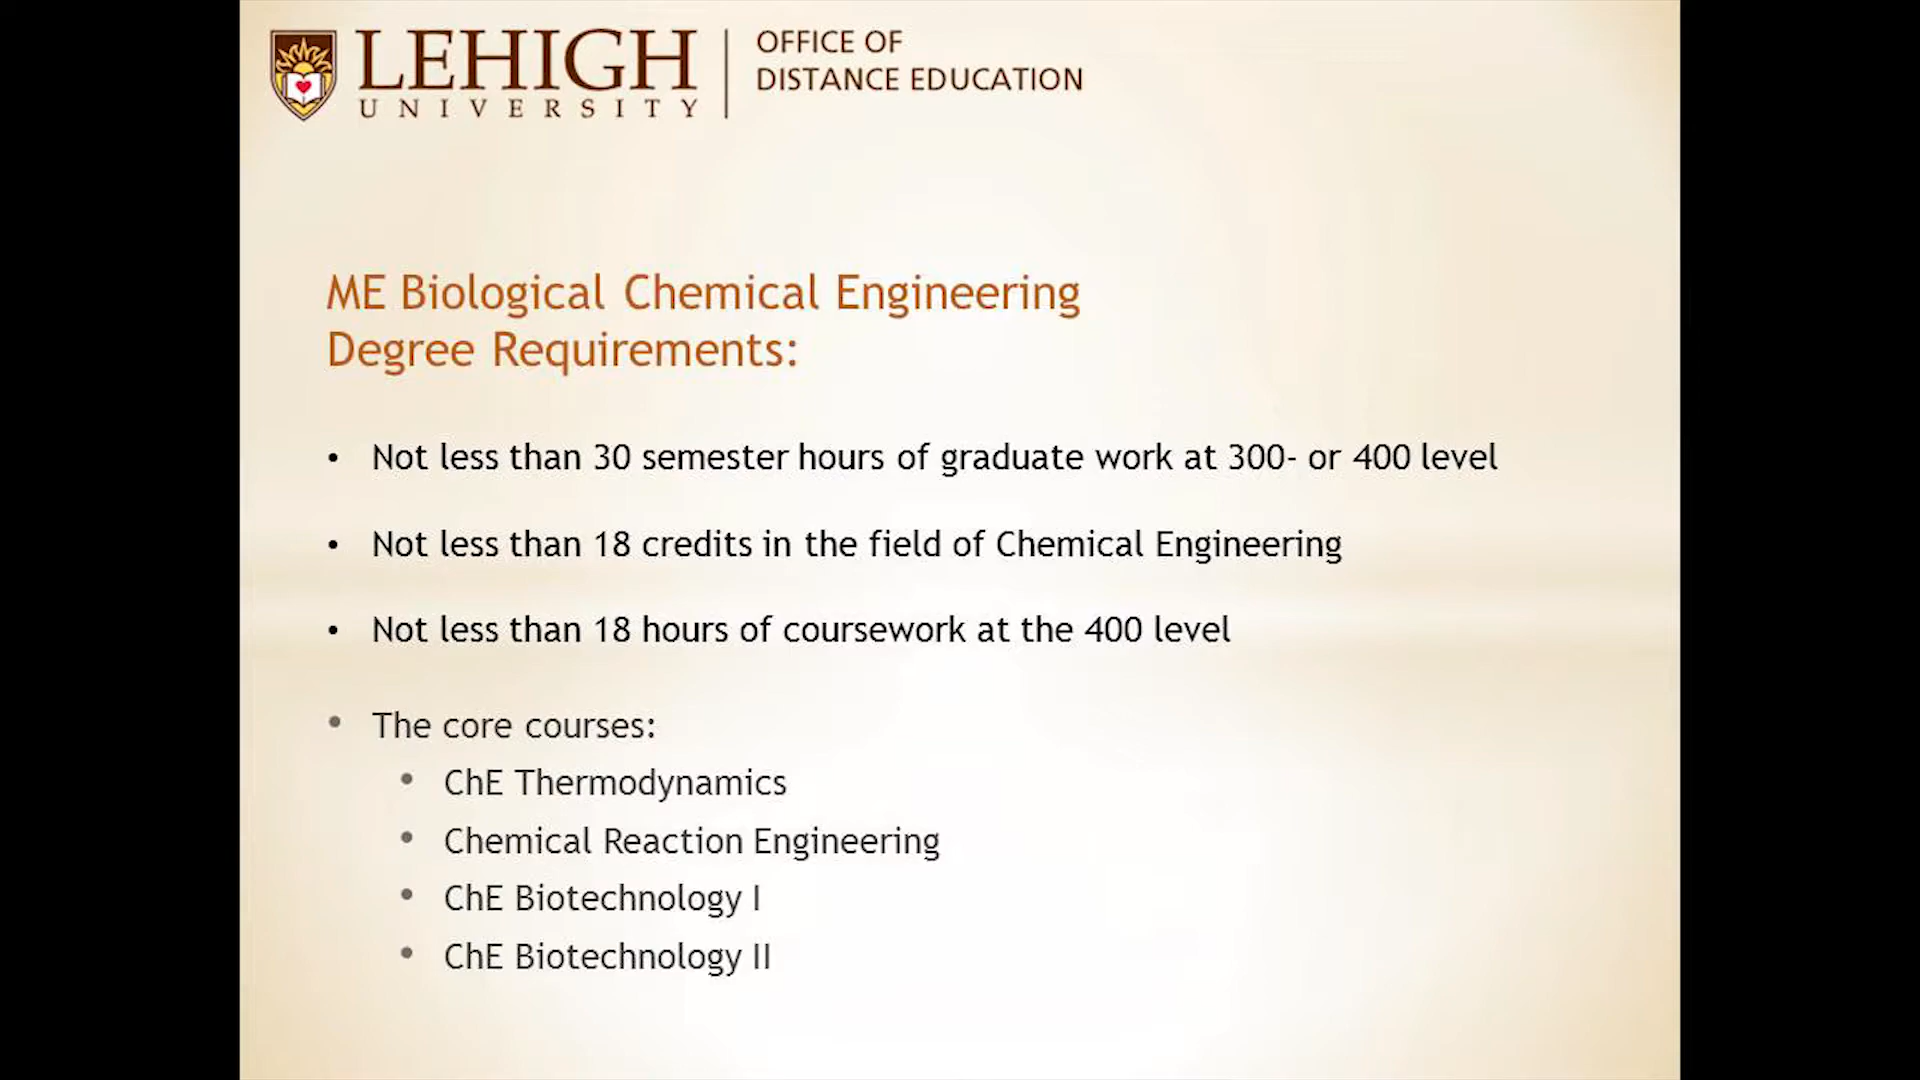 LEHIGH
UNIVERSITY
OFFICE OF
DISTANCE EDUCATION
ME Biological Chemical Engineering
Degree Requirements:
• Not less than 30 semester hours of graduate work at 300- or 400 level
• Not less than 18 credits in the field of Chemical Engineering
• Not less than 18 hours of coursework at the 400 level
• The core courses:
• ChE Thermodynamics
• Chemical Reaction Engineering
• ChE Biotechnology I
• ChE Biotechnology II